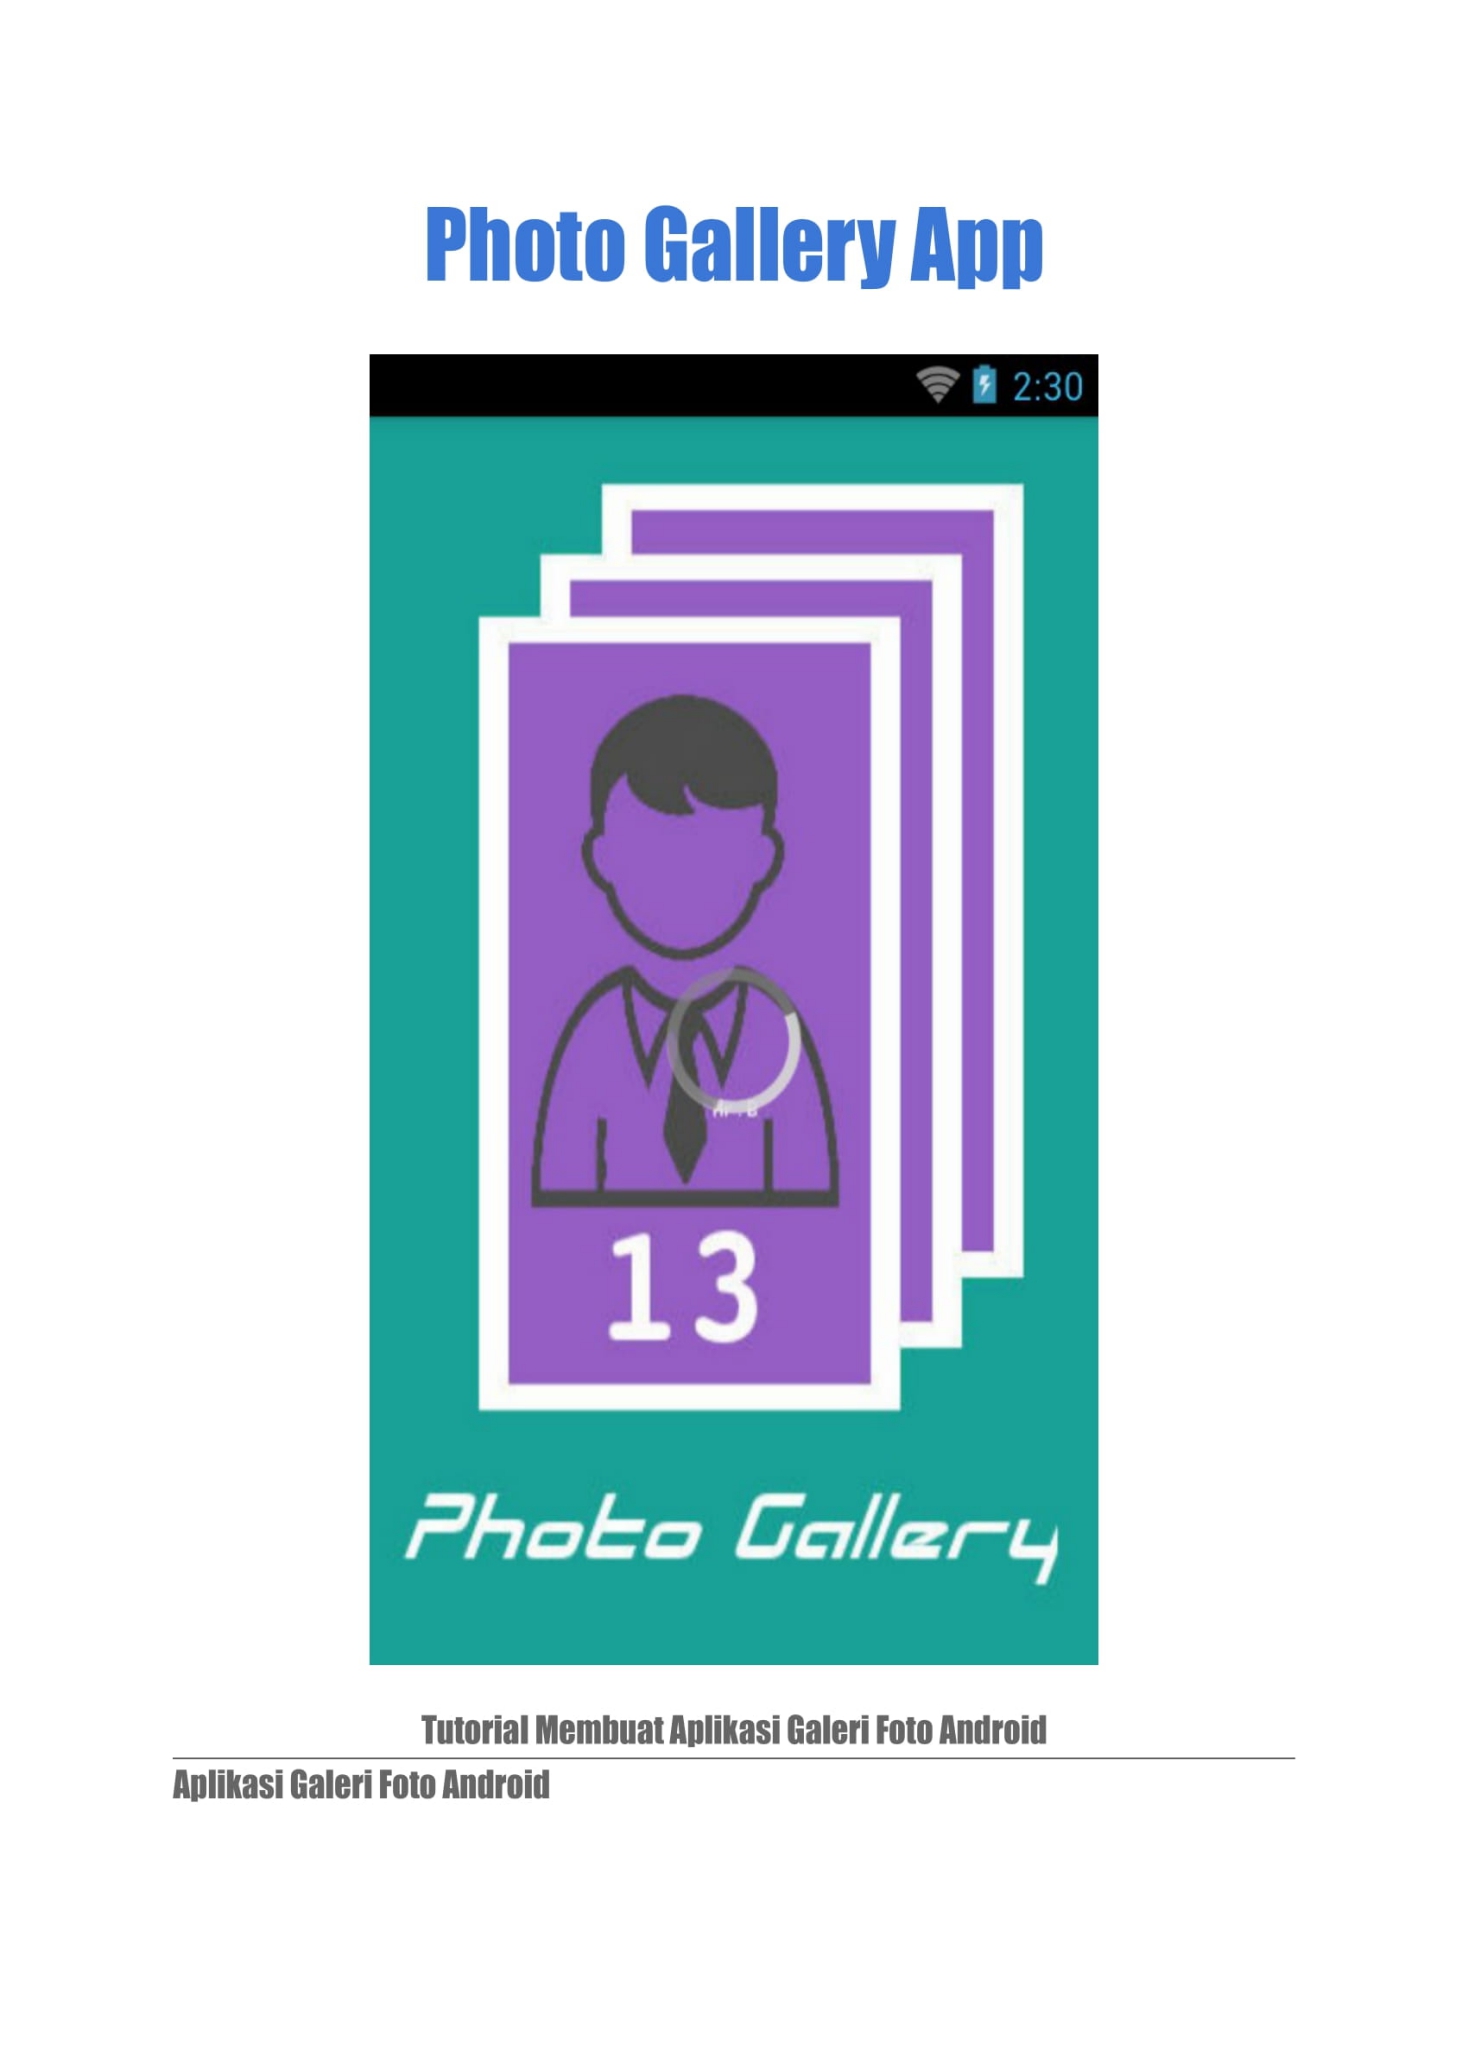 Photo Gallery App
2:30
13
Photo Gallery
Tutorial Membuat Aplikasi Galeri Foto Android
Aplikasi Galeri Foto Android